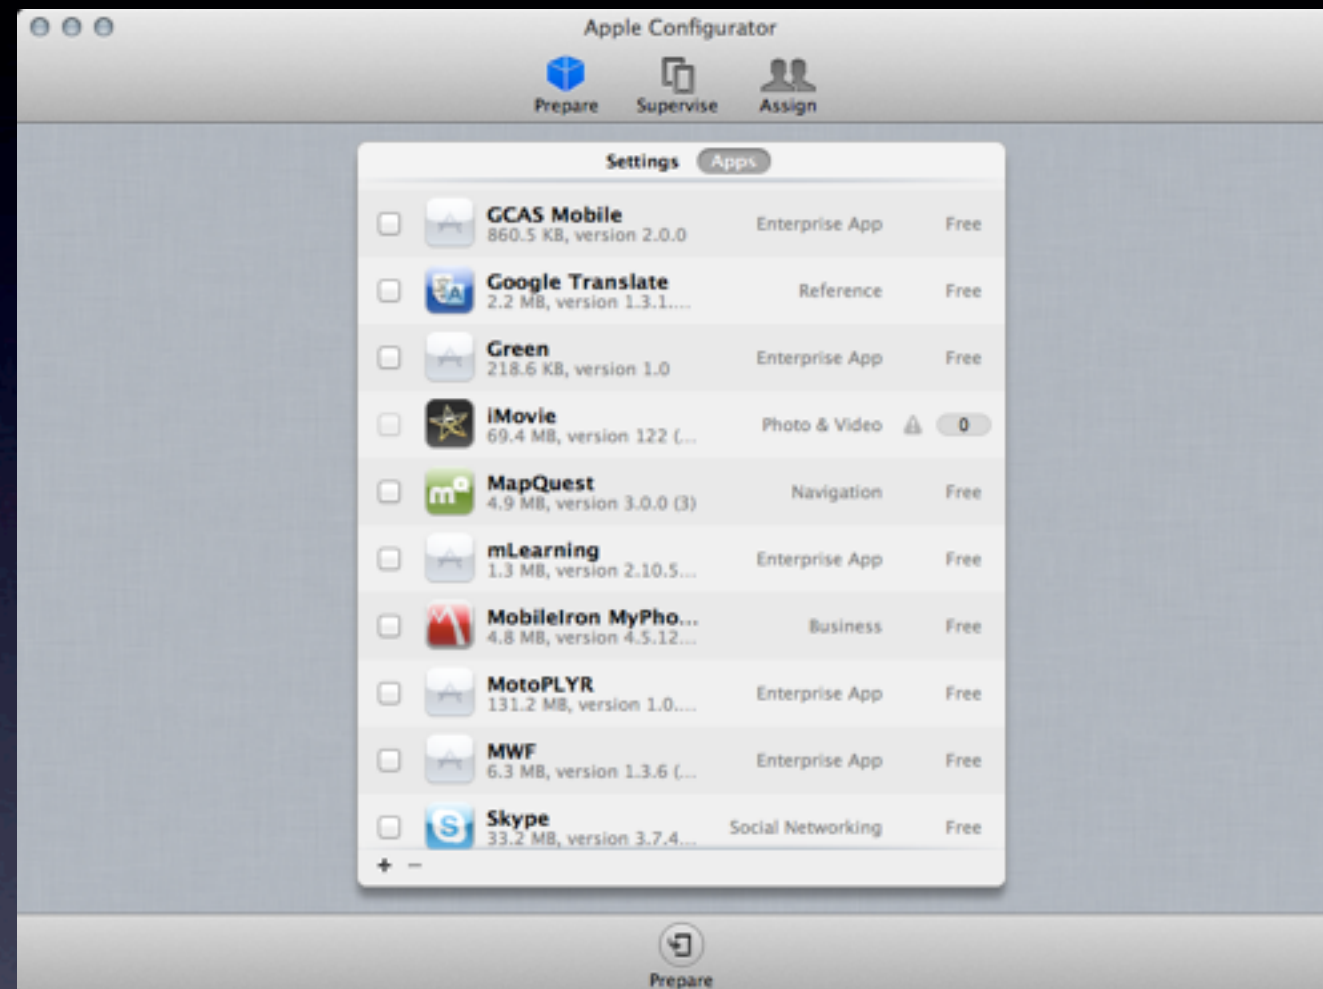 Apple Configurator
Prepare Supervise Assign
Settings Apps
GCAS Mobile
860.5 KB, version 2.0.0 Enterprise App Free
Google Translate
2.2 MB, version 1.3.1.... Reference Free
Green
218.6 KB, version 1.0 Enterprise App Free
iMovie
69.4 MB, version 122 (... Photo & Video 0
MapQuest
4.9 MB, version 3.0.0 (3) Navigation Free
mLearning
1.3 MB, version 2.10.5... Enterprise App Free
MobileIron MyPho...
4.8 MB, version 4.5.12... Business Free
MotoPLYR
131.2 MB, version 1.0.... Enterprise App Free
MWF
6.3 MB, version 1.3.6 (... Enterprise App Free
Skype
33.2 MB, version 3.7.4... Social Networking Free
+ −
Prepare